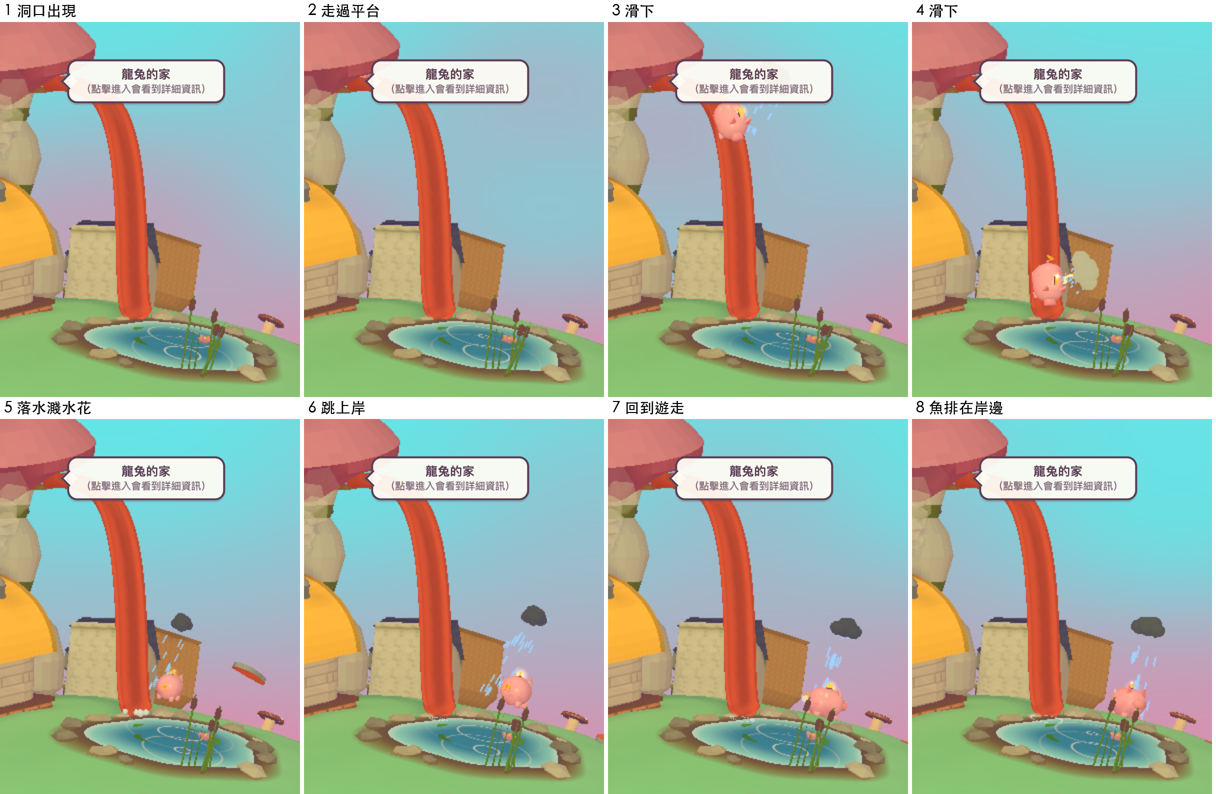 1 洞口出現
2 走過平台
3 滑下
4 滑下
龍兔的家
(點擊進入會看到詳細資訊)
龍兔的家
(點擊進入會看到詳細資訊)
龍兔的家
(點擊進入會看到詳細資訊)
龍兔的家
(點擊進入會看到詳細資訊)
5 落水濺水花
6 跳上岸
7 回到遊走
8 魚排在岸邊
龍兔的家
(點擊進入會看到詳細資訊)
龍兔的家
(點擊進入會看到詳細資訊)
龍兔的家
(點擊進入會看到詳細資訊)
龍兔的家
(點擊進入會看到詳細資訊)